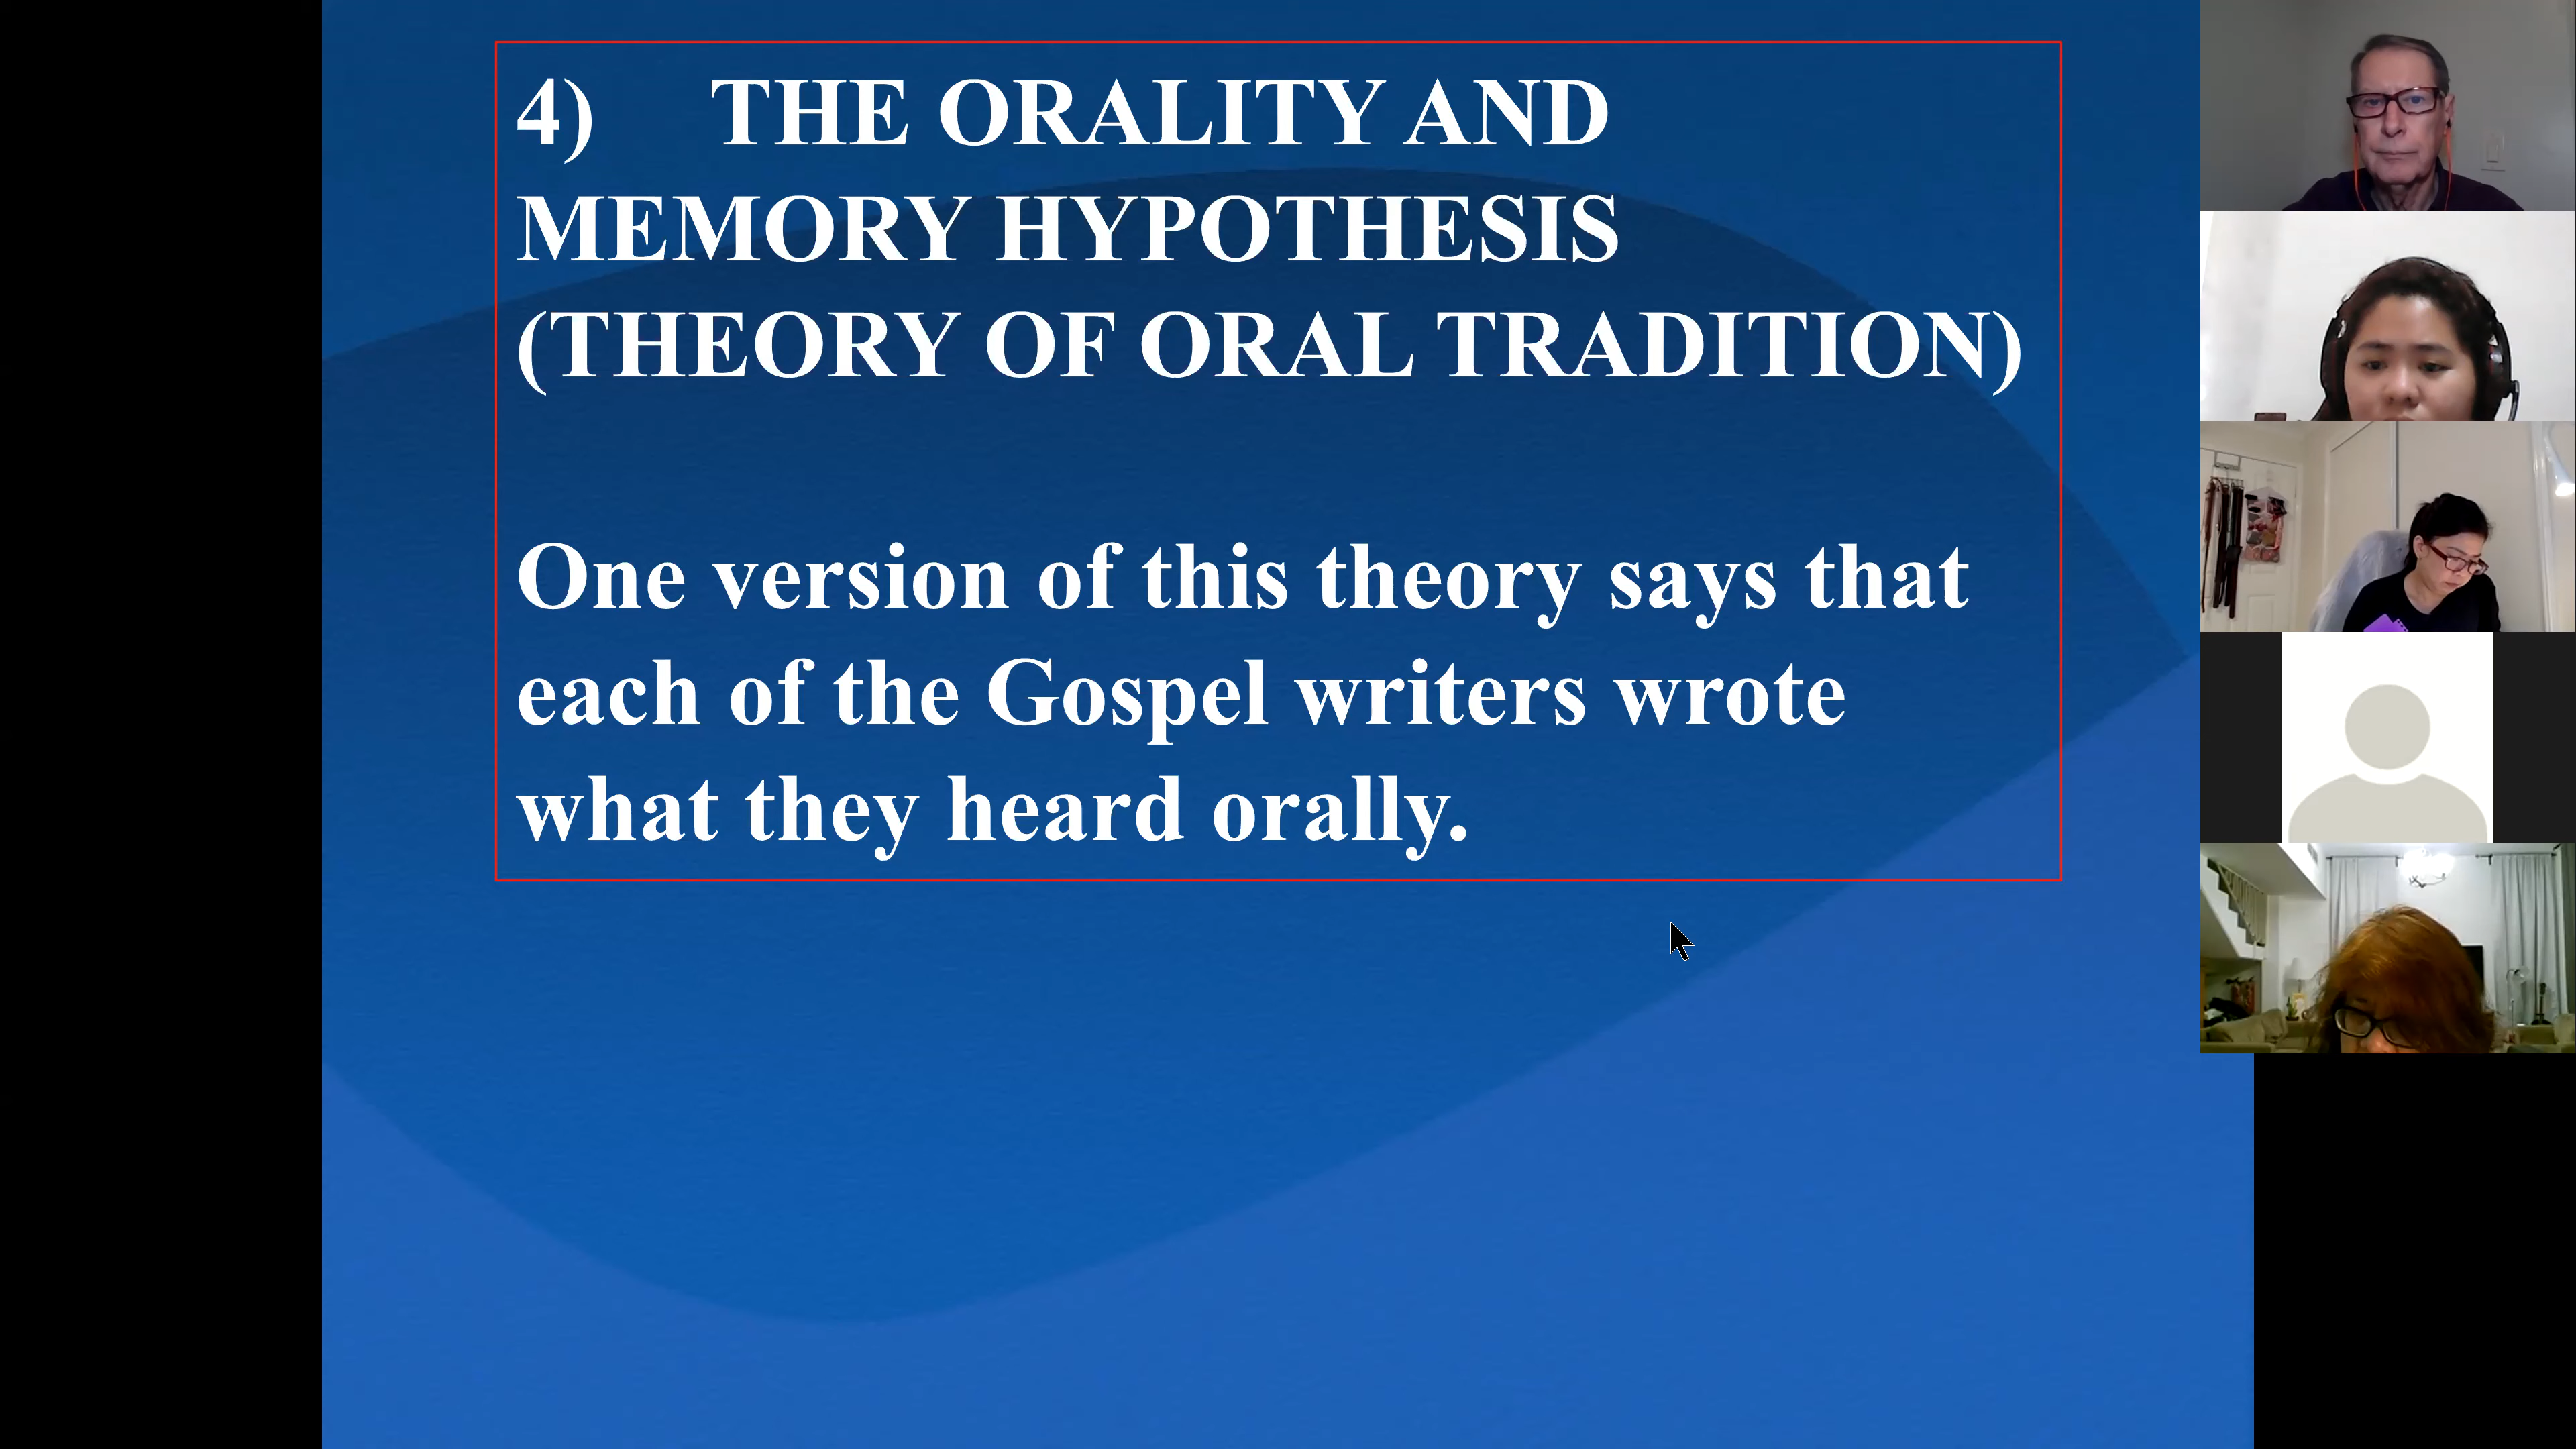 4) THE ORALITY AND
MEMORY HYPOTHESIS
(THEORY OF ORAL TRADITION)
One version of this theory says that
each of the Gospel writers wrote
what they heard orally.